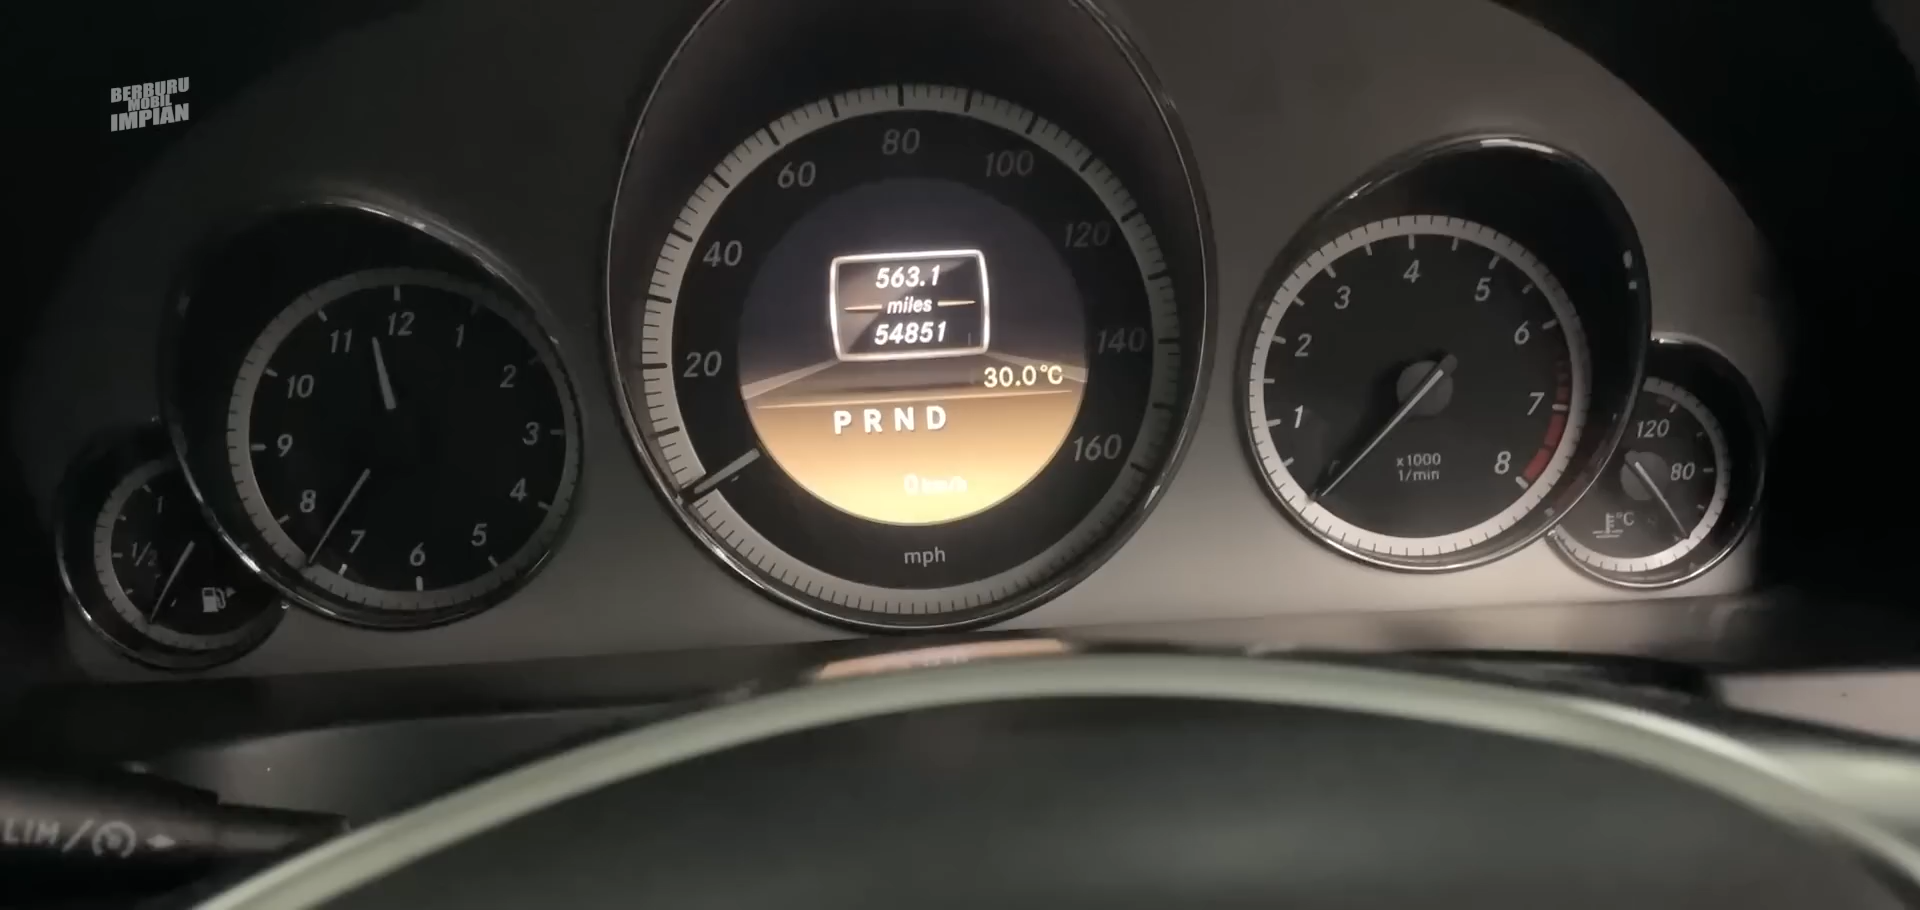 BERBURU
MOBIL
IMPIAN
1
1/2
12
1
2
3
4
5
6
7
8
9
10
11
20
40
60
80
100
120
140
160
mph
563.1
miles
54851
30.0°C
P R N D
0 km/h
1
2
3
4
5
6
7
8
x1000
1/min
120
80
°C
LIM/